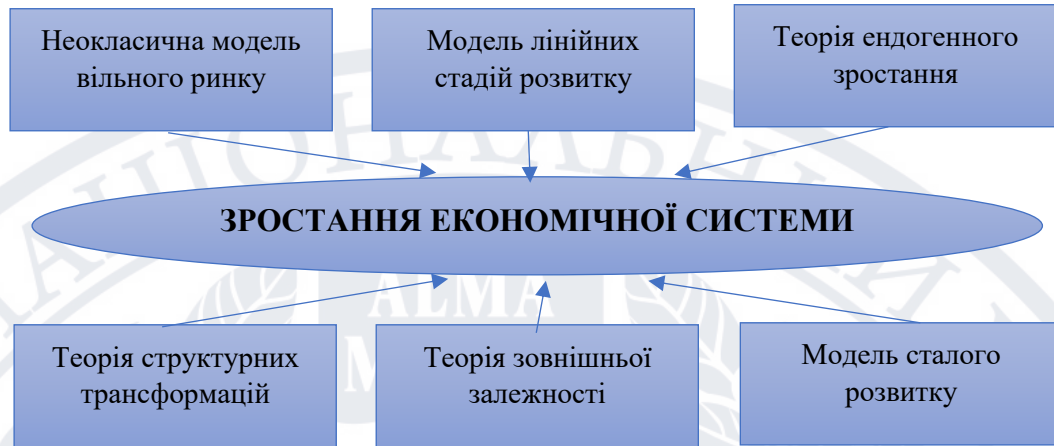 Неокласична модель
вільного ринку
Модель лінійних
стадій розвитку
Теорія ендогенного
зростання
ЗРОСТАННЯ ЕКОНОМІЧНОЇ СИСТЕМИ
ALMA
Теорія структурних
трансформацій
Теорія зовнішньої
залежності
Модель сталого
розвитку